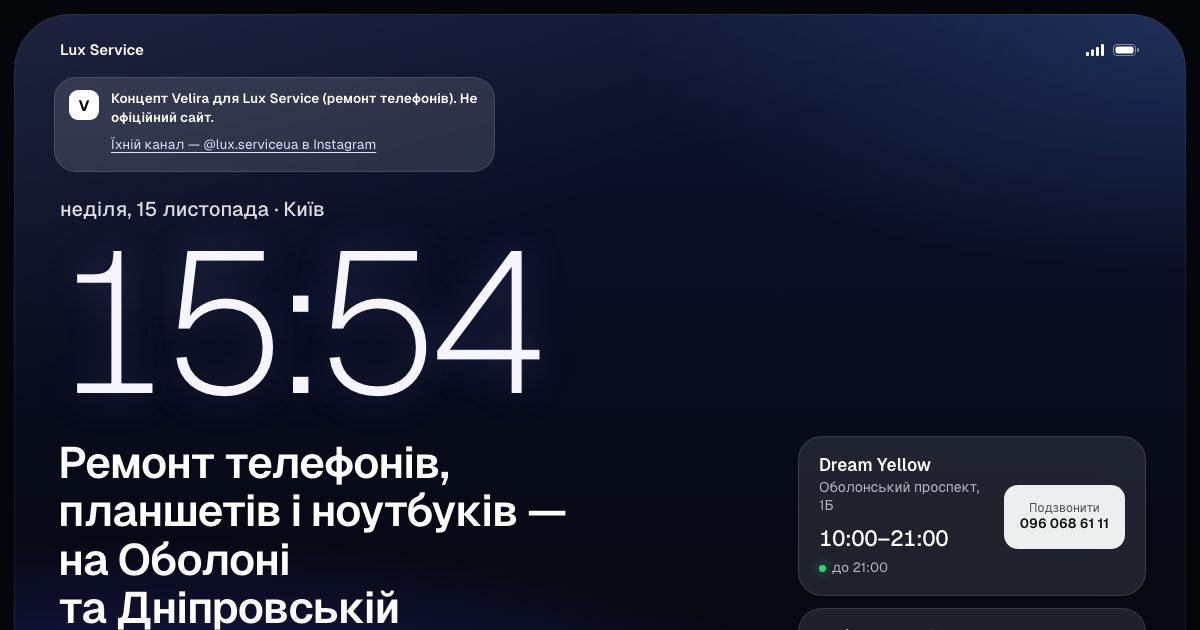 Lux Service
V
Концепт Velira для Lux Service (ремонт телефонів). Не
офіційний сайт.
Їхній канал — @lux.serviceua в Instagram
неділя, 15 листопада · Київ
15:54
Ремонт телефонів,
планшетів і ноутбуків —
на Оболоні
та Дніпровській
Dream Yellow
Оболонський проспект,
1Б
10:00–21:00
до 21:00
Подзвонити
096 068 61 11